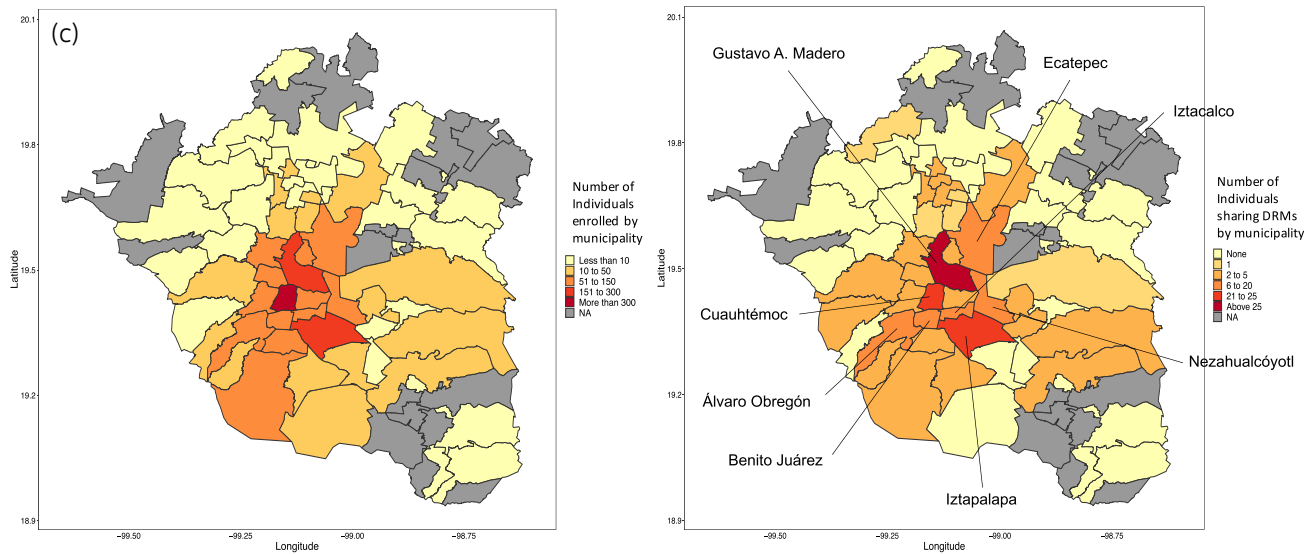 (c)
20.1
19.8
19.5
19.2
18.9
Latitude
−99.50
−99.25
−99.00
−98.75
Longitude
Number of
Individuals
enrolled by
municipality
Less than 10
10 to 50
51 to 150
151 to 300
More than 300
NA
20.1
19.8
19.5
19.2
18.9
Latitude
Gustavo A. Madero
Ecatepec
Iztacalco
Cuauhtémoc
Nezahualcóyotl
Álvaro Obregón
Benito Juárez
Iztapalapa
−99.50
−99.25
−99.00
−98.75
Longitude
Number of
Individuals
sharing DRMs
by municipality
None
1
2 to 5
6 to 20
21 to 25
Above 25
NA